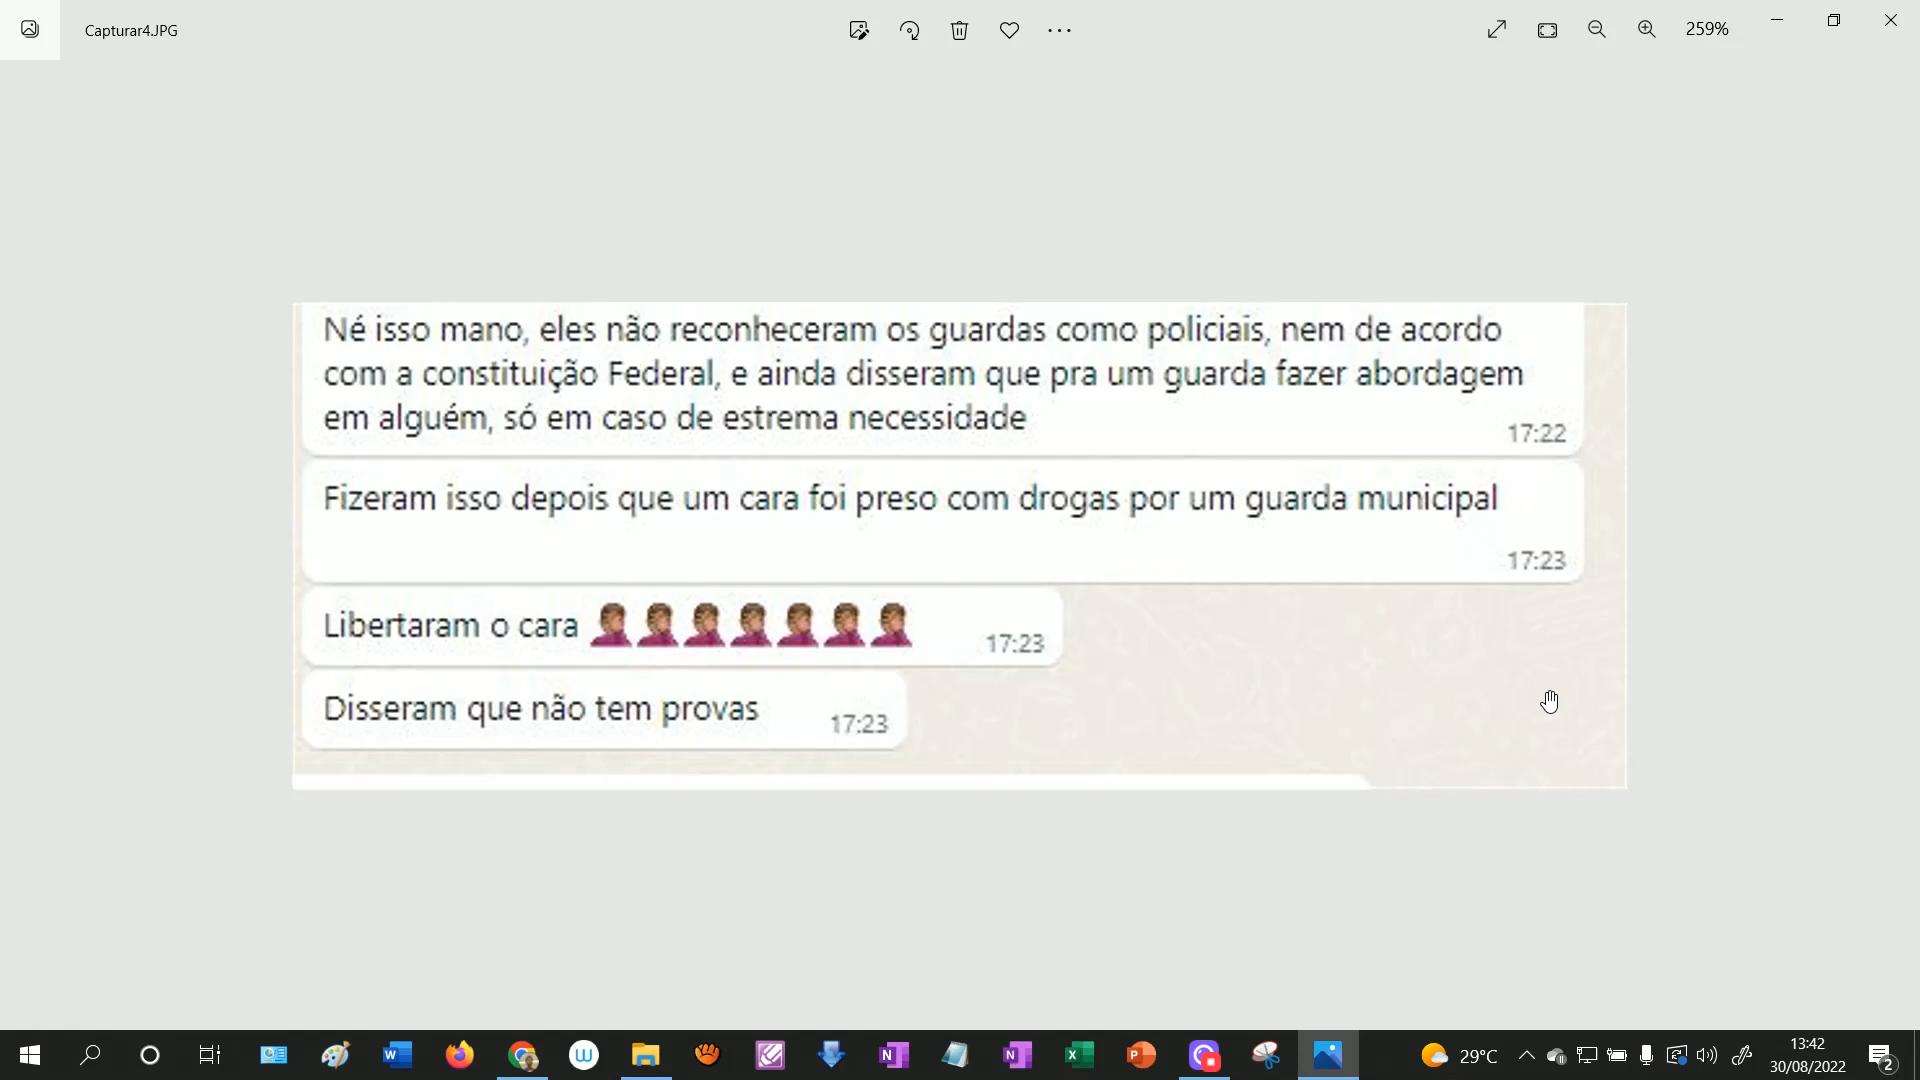 Capturar4.JPG
259%
Né isso mano, eles não reconheceram os guardas como policiais, nem de acordo
com a constituição Federal, e ainda disseram que pra um guarda fazer abordagem
em alguém, só em caso de estrema necessidade
17:22
Fizeram isso depois que um cara foi preso com drogas por um guarda municipal
17:23
Libertaram o cara 🤦🏽🤦🏽🤦🏽🤦🏽🤦🏽🤦🏽🤦🏽 17:23
Disseram que não tem provas 17:23
29°C
13:42
30/08/2022
2